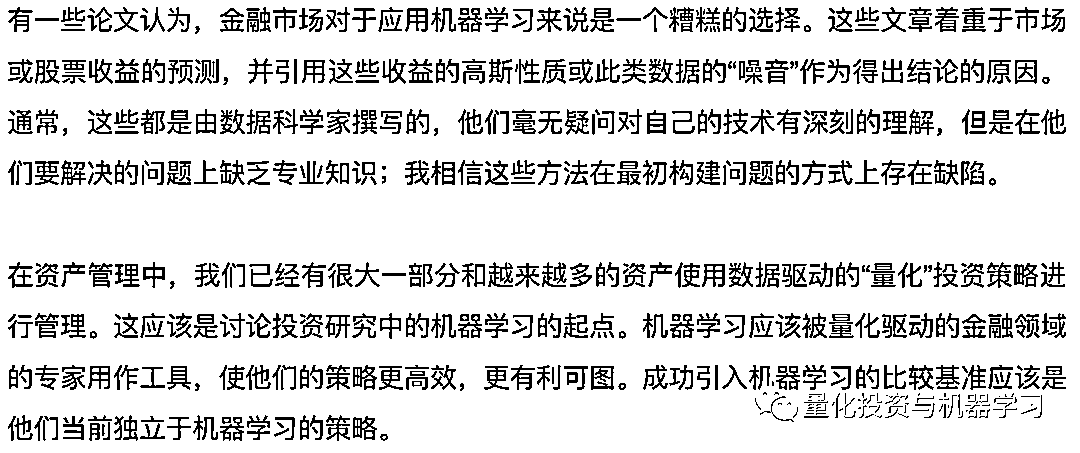 有一些论文认为，金融市场对于应用机器学习来说是一个糟糕的选择。这些文章着重于市场
或股票收益的预测，并引用这些收益的高斯性质或此类数据的“噪音”作为得出结论的原因。
通常，这些都是由数据科学家撰写的，他们毫无疑问对自己的技术有深刻的理解，但是在他
们要解决的问题上缺乏专业知识；我相信这些方法在最初构建问题的方式上存在缺陷。
在资产管理中，我们已经有很大一部分和越来越多的资产使用数据驱动的“量化”投资策略进
行管理。这应该是讨论投资研究中的机器学习的起点。机器学习应该被量化驱动的金融领域
的专家用作工具，使他们的策略更高效，更有利可图。成功引入机器学习的比较基准应该是
他们当前独立于机器学习的策略。
量化投资与机器学习